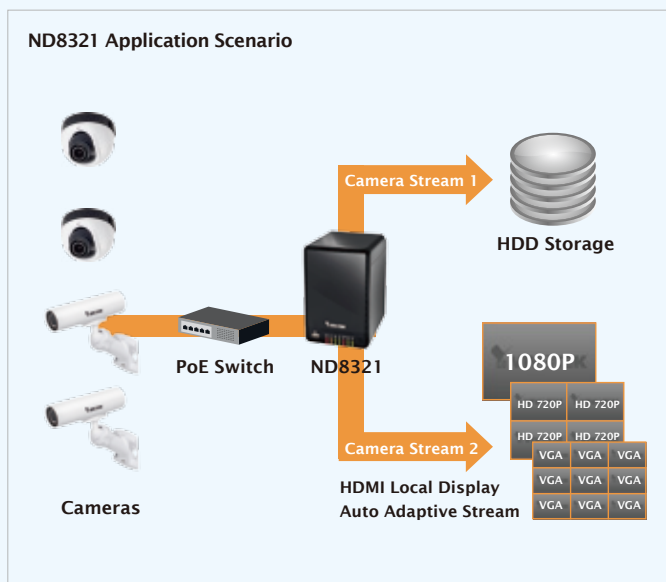 ND8321 Application Scenario
Camera Stream 1
HDD Storage
PoE Switch
ND8321
1080P
HD 720P HD 720P
HD 720P HD 720P
VGA VGA VGA
VGA VGA VGA
VGA VGA VGA
Camera Stream 2
HDMI Local Display
Auto Adaptive Stream
Cameras